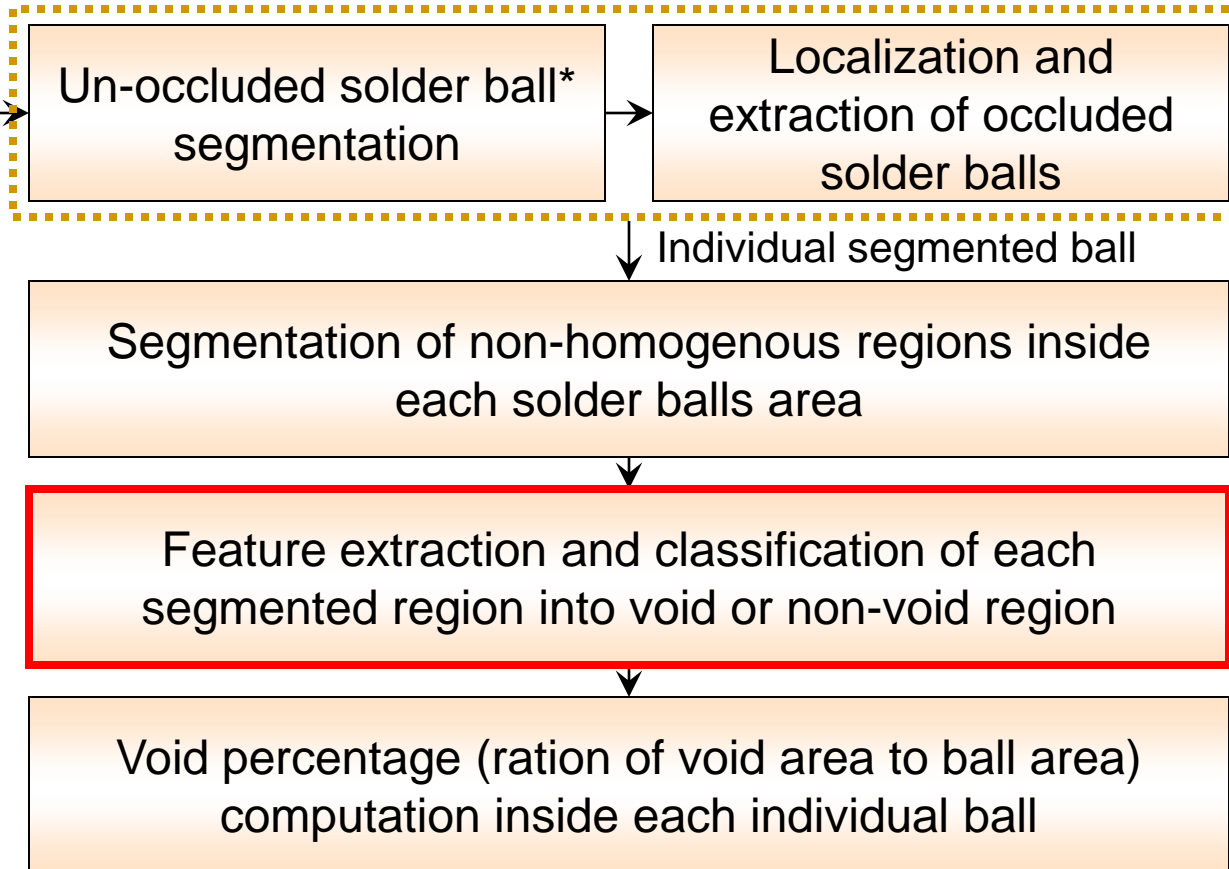 Un-occluded solder ball*
segmentation
Localization and
extraction of occluded
solder balls
Individual segmented ball
Segmentation of non-homogenous regions inside
each solder balls area
Feature extraction and classification of each
segmented region into void or non-void region
Void percentage (ration of void area to ball area)
computation inside each individual ball